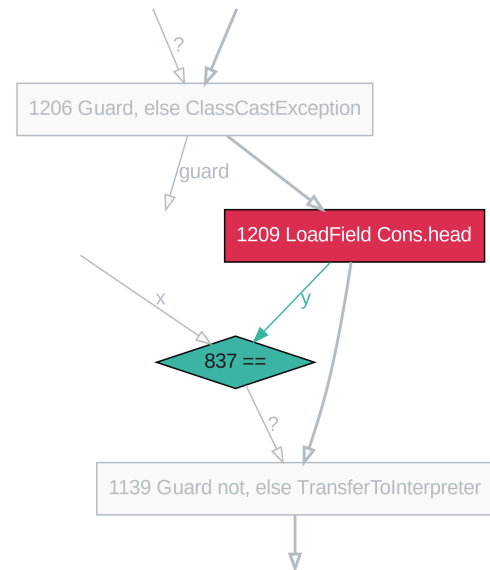 ?
1206 Guard, else ClassCastException
guard
1209 LoadField Cons.head
x
y
837 ==
?
1139 Guard not, else TransferToInterpreter